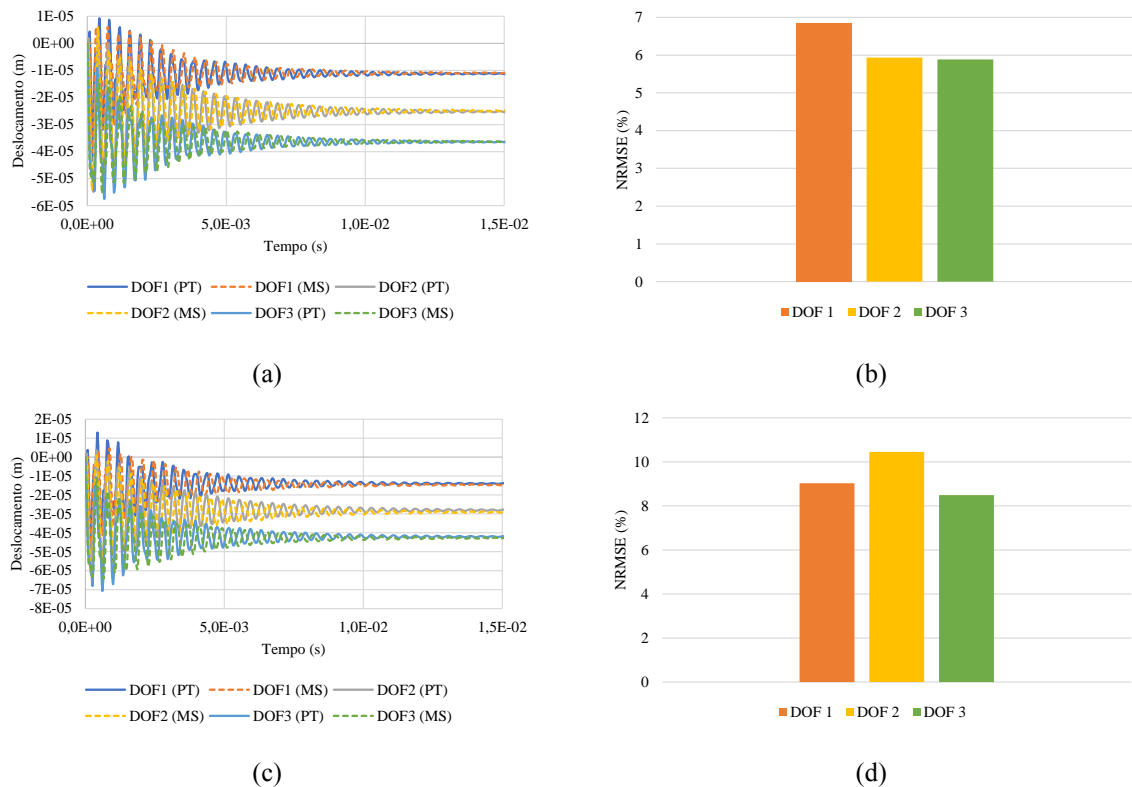 1E-05
0E+00
-1E-05
-2E-05
-3E-05
-4E-05
-5E-05
-6E-05
Deslocamento (m)
0,0E+00 5,0E-03 1,0E-02 1,5E-02
Tempo (s)
DOF1 (PT) DOF1 (MS) DOF2 (PT)
DOF2 (MS) DOF3 (PT) DOF3 (MS)
(a)
7
6
5
4
3
2
1
0
NRMSE (%)
DOF 1 DOF 2 DOF 3
(b)
2E-05
1E-05
0E+00
-1E-05
-2E-05
-3E-05
-4E-05
-5E-05
-6E-05
-7E-05
-8E-05
Deslocamento (m)
0,0E+00 5,0E-03 1,0E-02 1,5E-02
Tempo (s)
DOF1 (PT) DOF1 (MS) DOF2 (PT)
DOF2 (MS) DOF3 (PT) DOF3 (MS)
(c)
12
10
8
6
4
2
0
NRMSE (%)
DOF 1 DOF 2 DOF 3
(d)